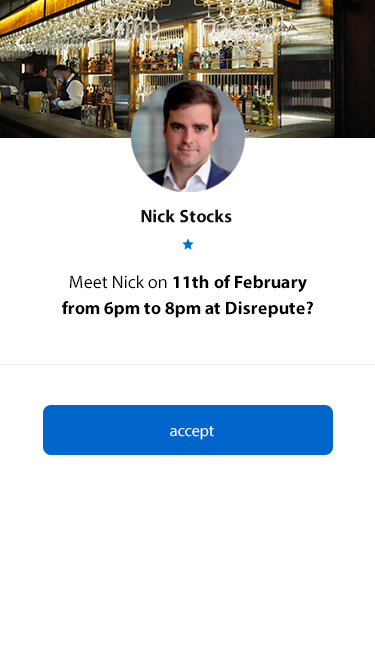 Nick Stocks
Meet Nick on 11th of February
from 6pm to 8pm at Disrepute?
accept